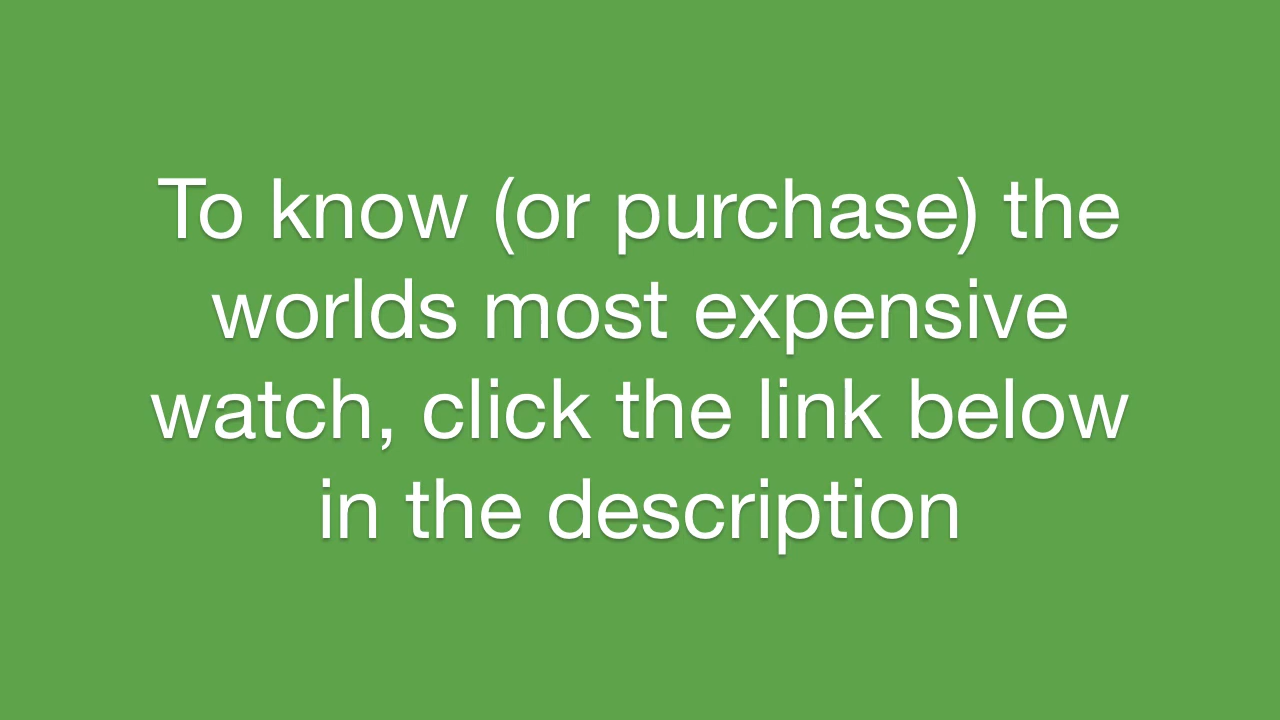 To know (or purchase) the
worlds most expensive
watch, click the link below
in the description